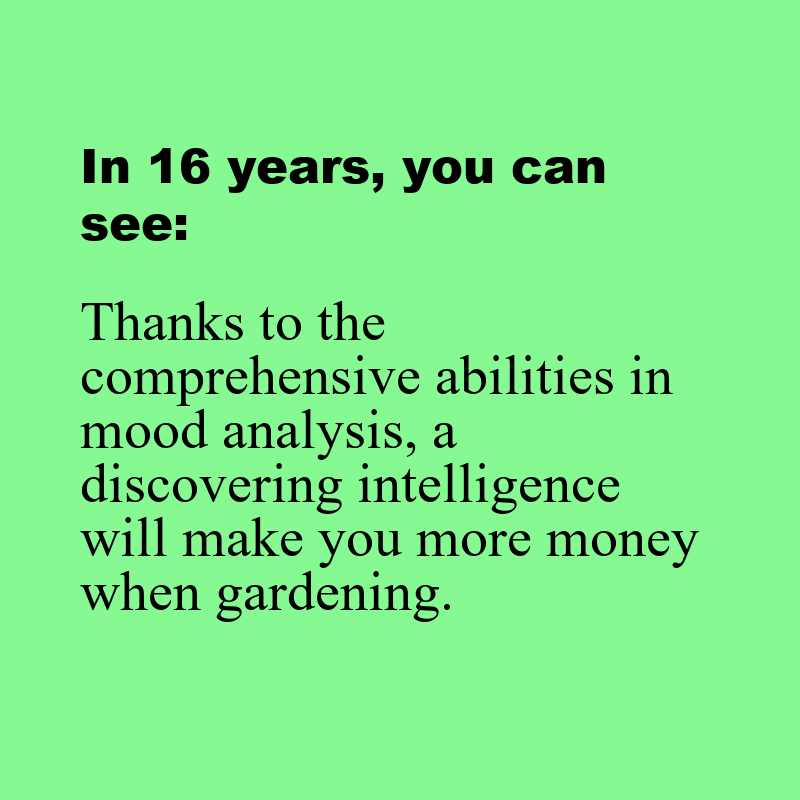 In 16 years, you can
see:
Thanks to the
comprehensive abilities in
mood analysis, a
discovering intelligence
will make you more money
when gardening.